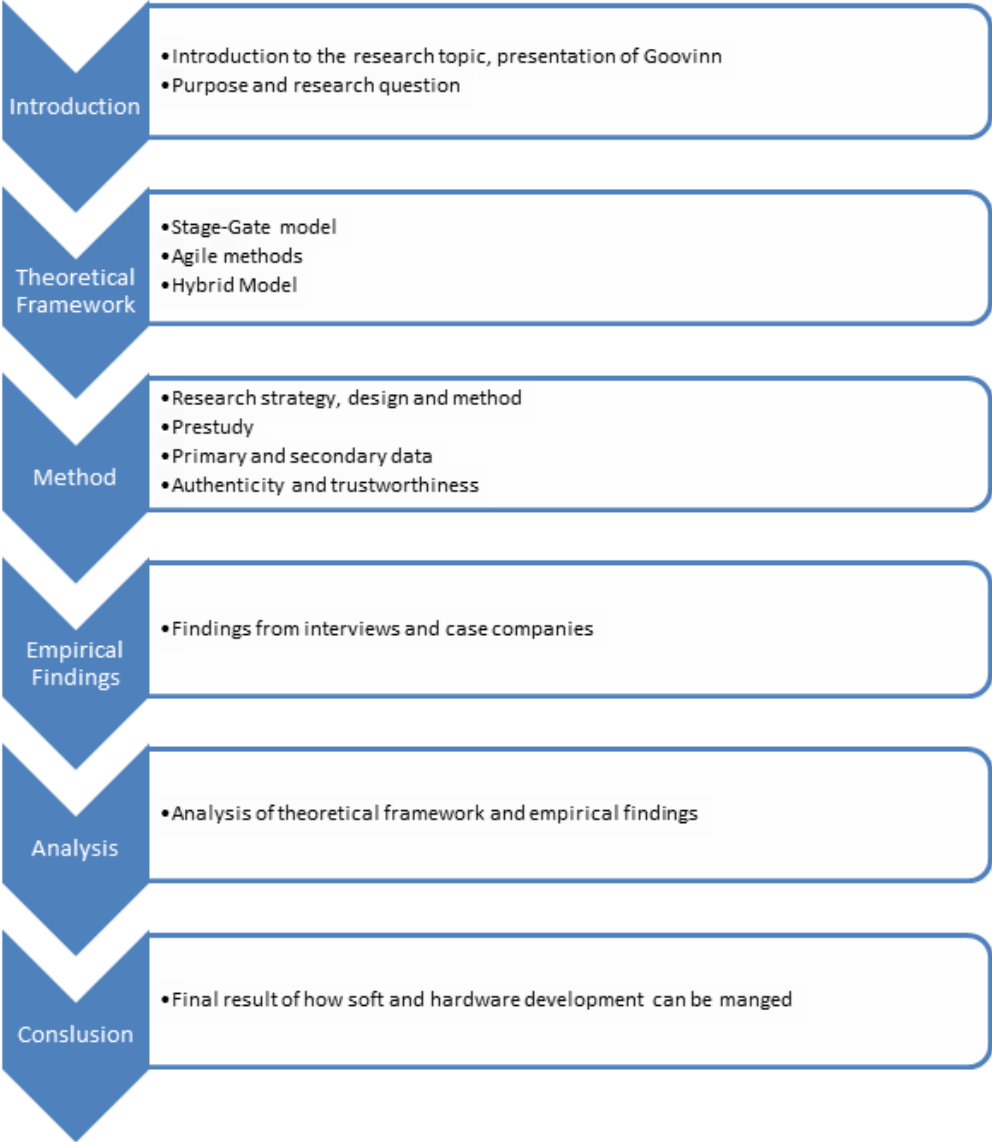 Introduction
•Introduction to the research topic, presentation of Goovinn
•Purpose and research question
Theoretical
Framework
•Stage-Gate model
•Agile methods
•Hybrid Model
Method
•Research strategy, design and method
•Prestudy
•Primary and secondary data
•Authenticity and trustworthiness
Empirical
Findings
•Findings from interviews and case companies
Analysis
•Analysis of theoretical framework and empirical findings
Conslusion
•Final result of how soft and hardware development can be manged